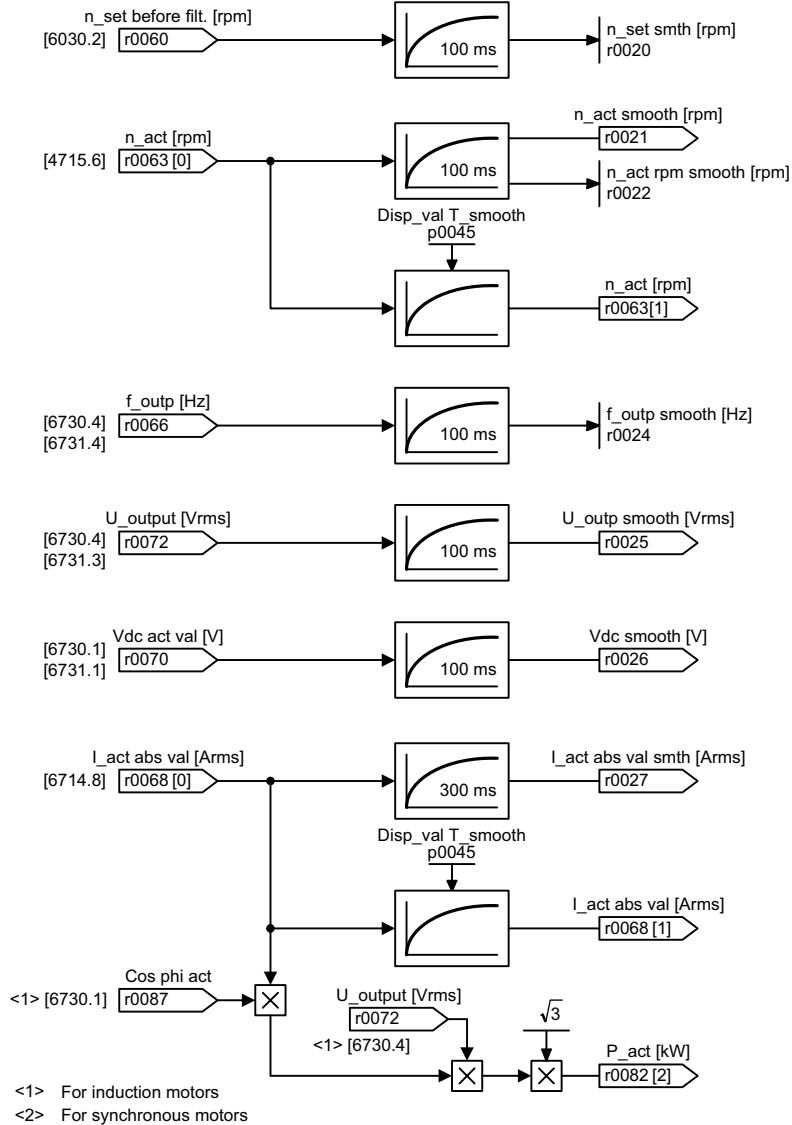 n_set before filt. [rpm]
[6030.2] r0060
100 ms
n_set smth [rpm]
r0020
n_act [rpm]
[4715.6] r0063 [0]
100 ms
n_act smooth [rpm]
r0021
n_act rpm smooth [rpm]
r0022
Disp_val T_smooth
p0045
n_act [rpm]
r0063[1]
f_outp [Hz]
[6730.4] r0066
[6731.4]
100 ms
f_outp smooth [Hz]
r0024
U_output [Vrms]
[6730.4] r0072
[6731.3]
100 ms
U_outp smooth [Vrms]
r0025
Vdc act val [V]
[6730.1] r0070
[6731.1]
100 ms
Vdc smooth [V]
r0026
I_act abs val [Arms]
[6714.8] r0068 [0]
300 ms
I_act abs val smth [Arms]
r0027
Disp_val T_smooth
p0045
I_act abs val [Arms]
r0068 [1]
Cos phi act
<1> [6730.1] r0087
U_output [Vrms]
r0072
<1> [6730.4]
√3
P_act [kW]
r0082 [2]
<1> For induction motors
<2> For synchronous motors